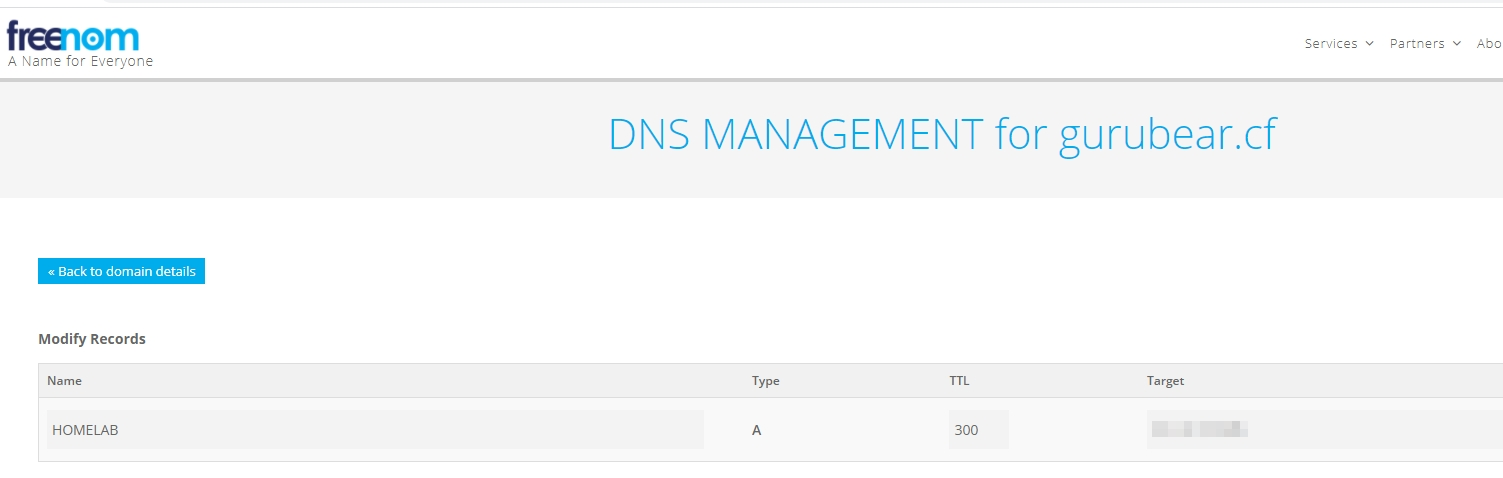 freenom
A Name for Everyone
Services Partners Abo
DNS MANAGEMENT for gurubear.cf
« Back to domain details
Modify Records
Name Type TTL Target
HOMELAB A 300